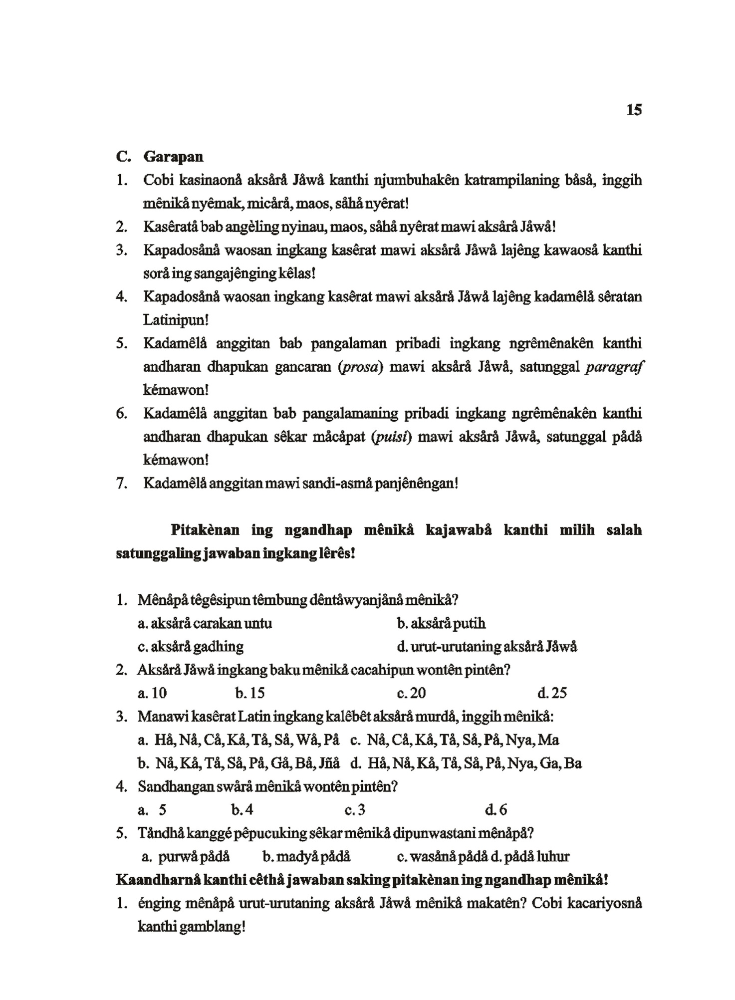 15
C. Garapan
1. Cobi kasinaonå aksårå Jåwå kanthi njumbuhakên katrampilaning båså, inggih
mênikå nyêmak, micårå, maos, såhå nyêrat!
2. Kasêratå bab angèling nyinau, maos, såhå nyêrat mawi aksårå Jåwå!
3. Kapadosånå waosan ingkang kasêrat mawi aksårå Jåwå lajêng kawaoså kanthi
sorå ing sangajênging kêlas!
4. Kapadosånå waosan ingkang kasêrat mawi aksårå Jåwå lajêng kadamêlå sêratan
Latinipun!
5. Kadamêlå anggitan bab pangalaman pribadi ingkang ngrêmênakên kanthi
andharan dhapukan gancaran (prosa) mawi aksårå Jåwå, satunggal paragraf
kémawon!
6. Kadamêlå anggitan bab pangalamaning pribadi ingkang ngrêmênakên kanthi
andharan dhapukan sêkar måcåpat (puisi) mawi aksårå Jåwå, satunggal pådå
kémawon!
7. Kadamêlå anggitan mawi sandi-asmå panjênêngan!
Pitakènan ing ngandhap mênikå kajawabå kanthi milih salah
satunggaling jawaban ingkang lêrês!
1. Mênåpå têgêsipun têmbung dêntåwyanjånå mênikå?
a. aksårå carakan untu b. aksårå putih
c. aksårå gadhing d. urut-urutaning aksårå Jåwå
2. Aksårå Jåwå ingkang baku mênikå cacahipun wontên pintên?
a. 10 b. 15 c. 20 d. 25
3. Manawi kasêrat Latin ingkang kalêbêt aksårå murdå, inggih mênikå:
a. Hå, Nå, Cå, Kå, Tå, Så, Wå, På c. Nå, Cå, Kå, Tå, Så, På, Nya, Ma
b. Nå, Kå, Tå, Så, På, Gå, Bå, Jñå d. Hå, Nå, Kå, Tå, Så, På, Nya, Ga, Ba
4. Sandhangan swårå mênikå wontên pintên?
a. 5 b. 4 c. 3 d. 6
5. Tåndhå kanggé pêpucuking sêkar mênikå dipunwastani mênåpå?
a. purwå pådå b. madyå pådå c. wasånå pådå d. pådå luhur
Kaandharnå kanthi cêthå jawaban saking pitakènan ing ngandhap mênikå!
1. énging mênåpå urut-urutaning aksårå Jåwå mênikå makatên? Cobi kacariyosnå
kanthi gamblang!